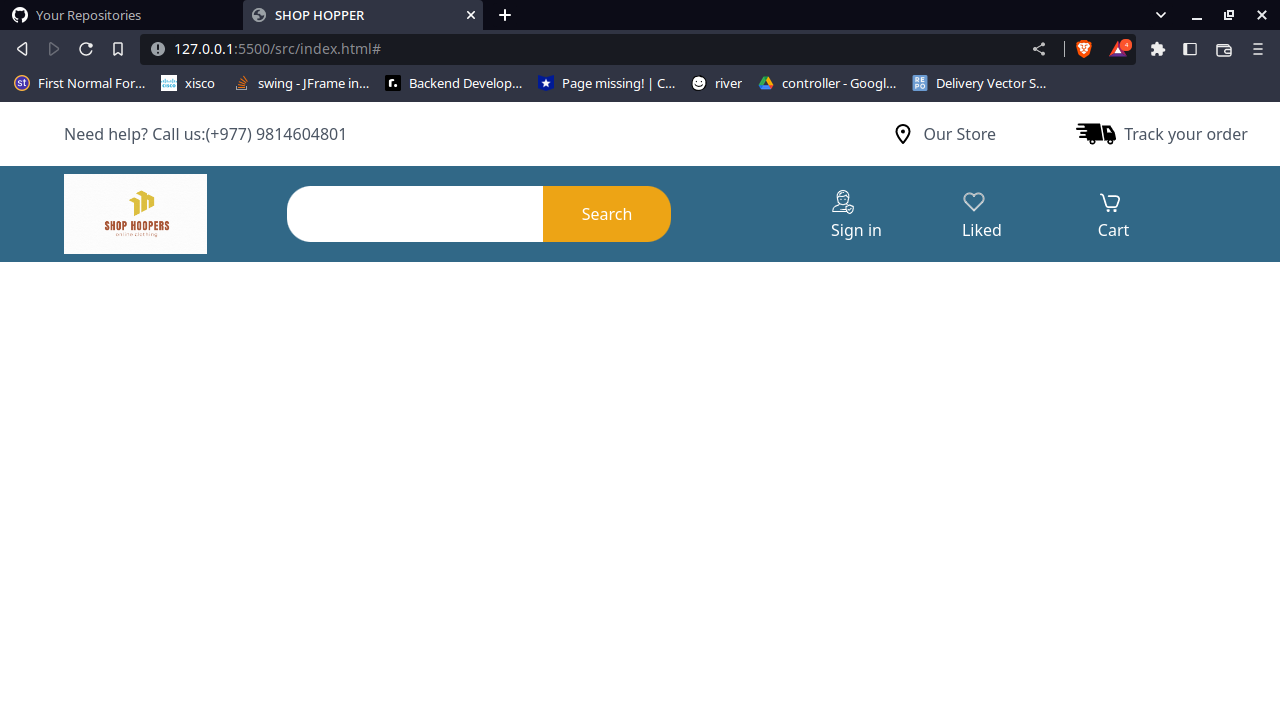 Your Repositories
SHOP HOPPER
127.0.0.1:5500/src/index.html#
4
First Normal For...
xisco
swing - JFrame in...
Backend Develop...
Page missing! | C...
river
controller - Googl...
Delivery Vector S...
Need help? Call us:(+977) 9814604801
Our Store
Track your order
SHOP HOOPERS
online clothing
Search
Sign in
Liked
Cart